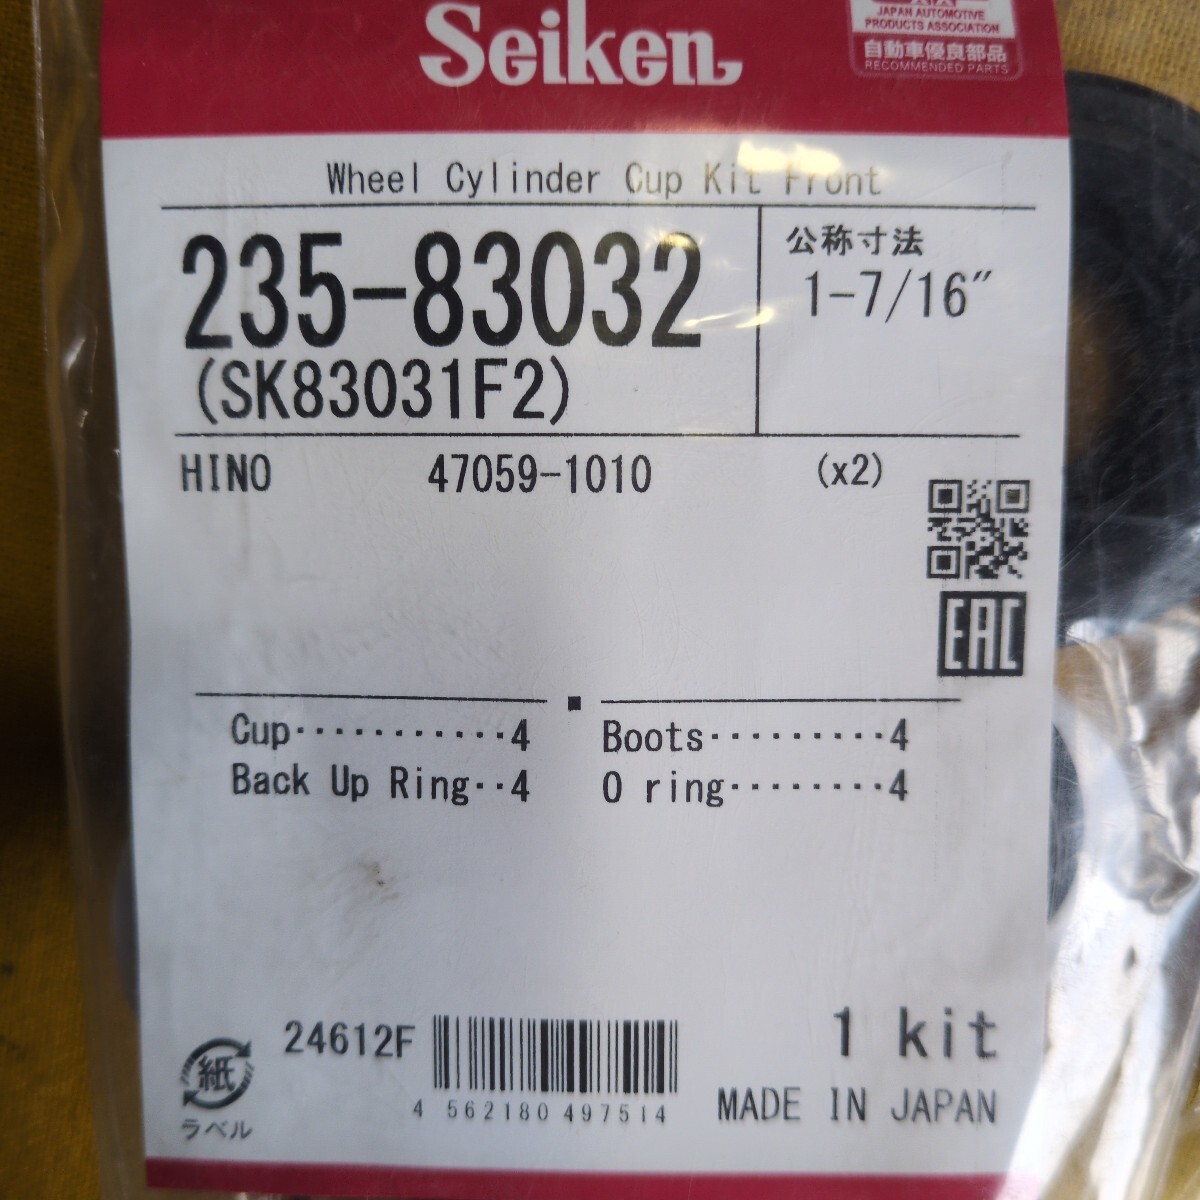 Seiken
JAPAN AUTOMOTIVE
PRODUCTS ASSOCIATION
自動車優良部品
RECOMMENDED PARTS
Wheel Cylinder Cup Kit Front
235-83032
(SK83031F2)
公称寸法
1-7/16″
HINO 47059-1010 (x2)
EAC
Cup···········4
Back Up Ring··4
Boots·········4
O ring········4
24612F
4 562180 497514
1 kit
MADE IN JAPAN
紙
ラベル